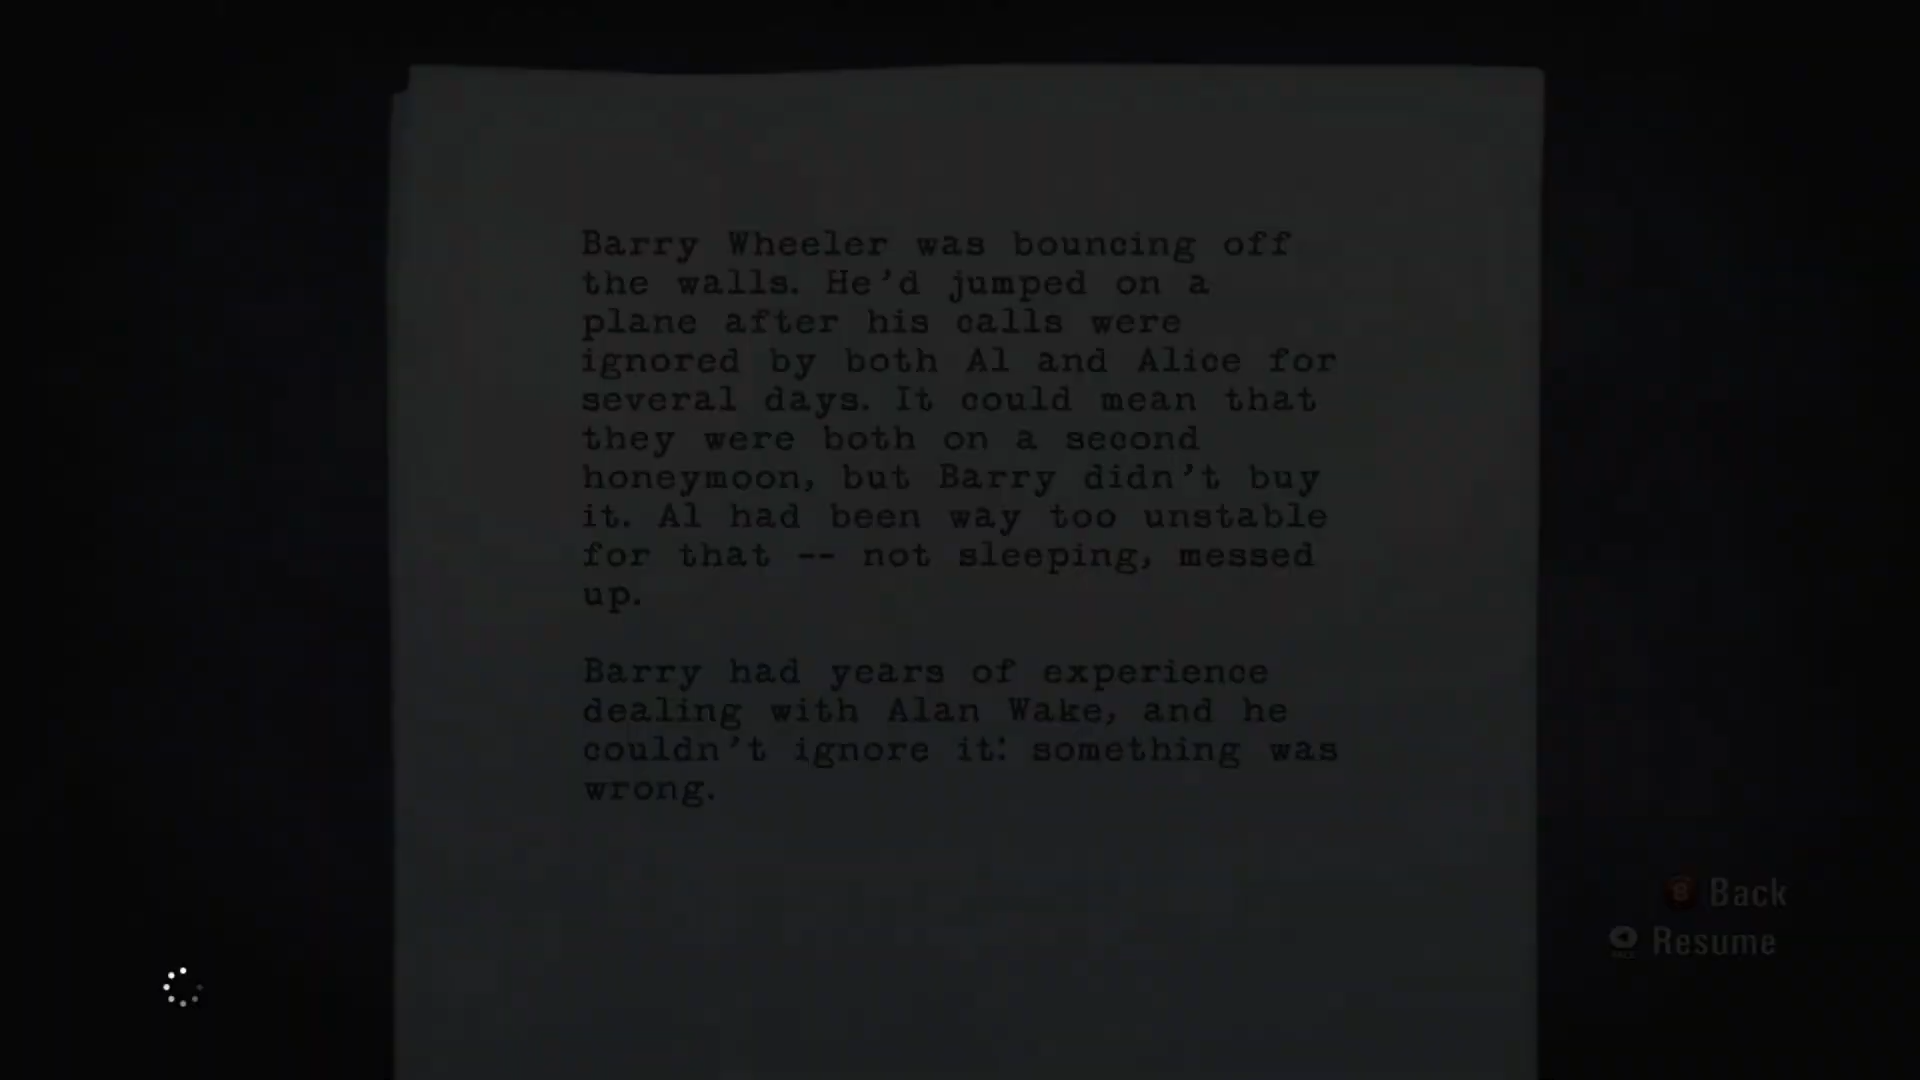 Barry Wheeler was bouncing off
the walls. He'd jumped on a
plane after his calls were
ignored by both Al and Alice for
several days. It could mean that
they were both on a second
honeymoon, but Barry didn't buy
it. Al had been way too unstable
for that -- not sleeping, messed
up.
Barry had years of experience
dealing with Alan Wake, and he
couldn't ignore it: something was
wrong.
B Back
Resume